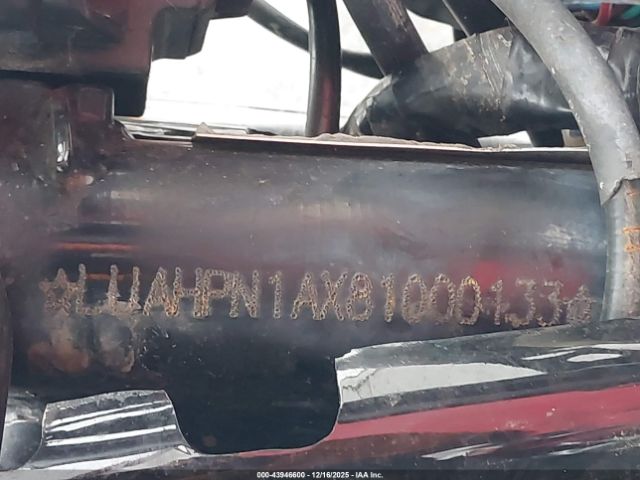 ☆LUAHPN1AX81000133☆
000-43946600 - 12/16/2025 - IAA Inc.